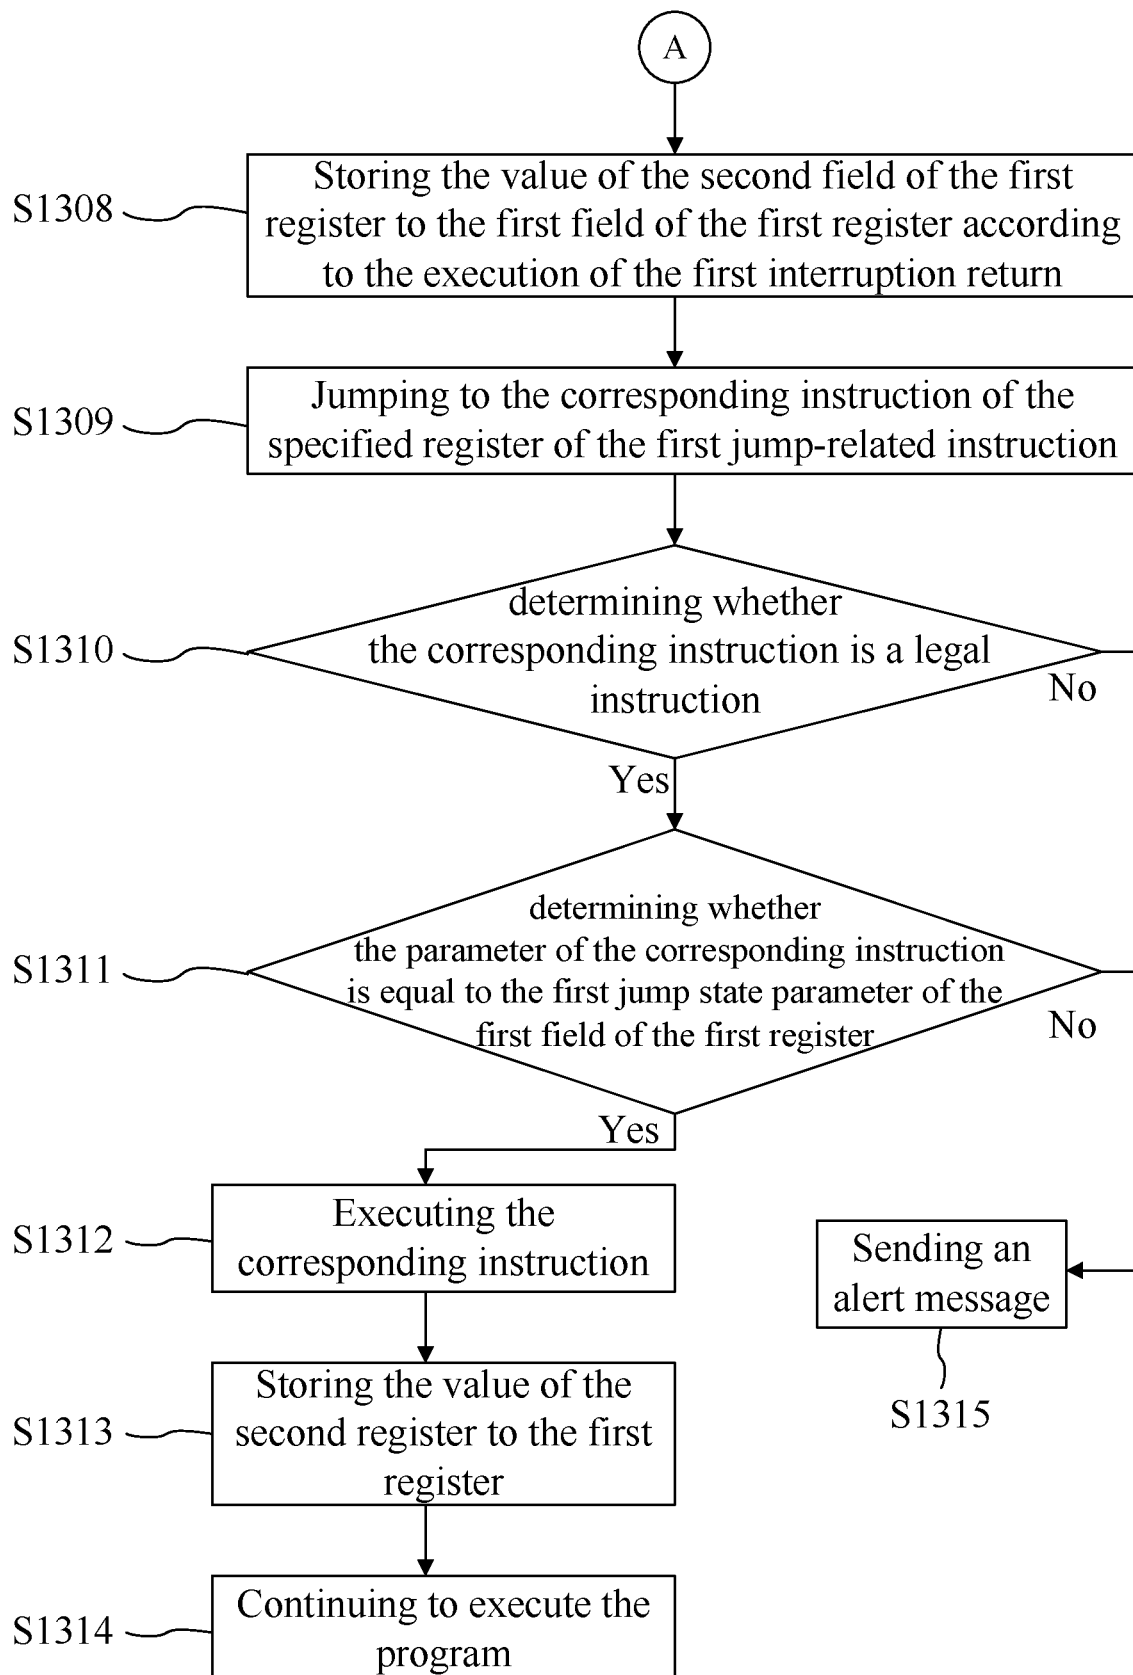 A
S1308
Storing the value of the second field of the first
register to the first field of the first register according
to the execution of the first interruption return
S1309
Jumping to the corresponding instruction of the
specified register of the first jump-related instruction
S1310
determining whether
the corresponding instruction is a legal
instruction
No
Yes
S1311
determining whether
the parameter of the corresponding instruction
is equal to the first jump state parameter of the
first field of the first register
No
Yes
S1312
Executing the
corresponding instruction
Sending an
alert message
S1315
S1313
Storing the value of the
second register to the first
register
S1314
Continuing to execute the
program